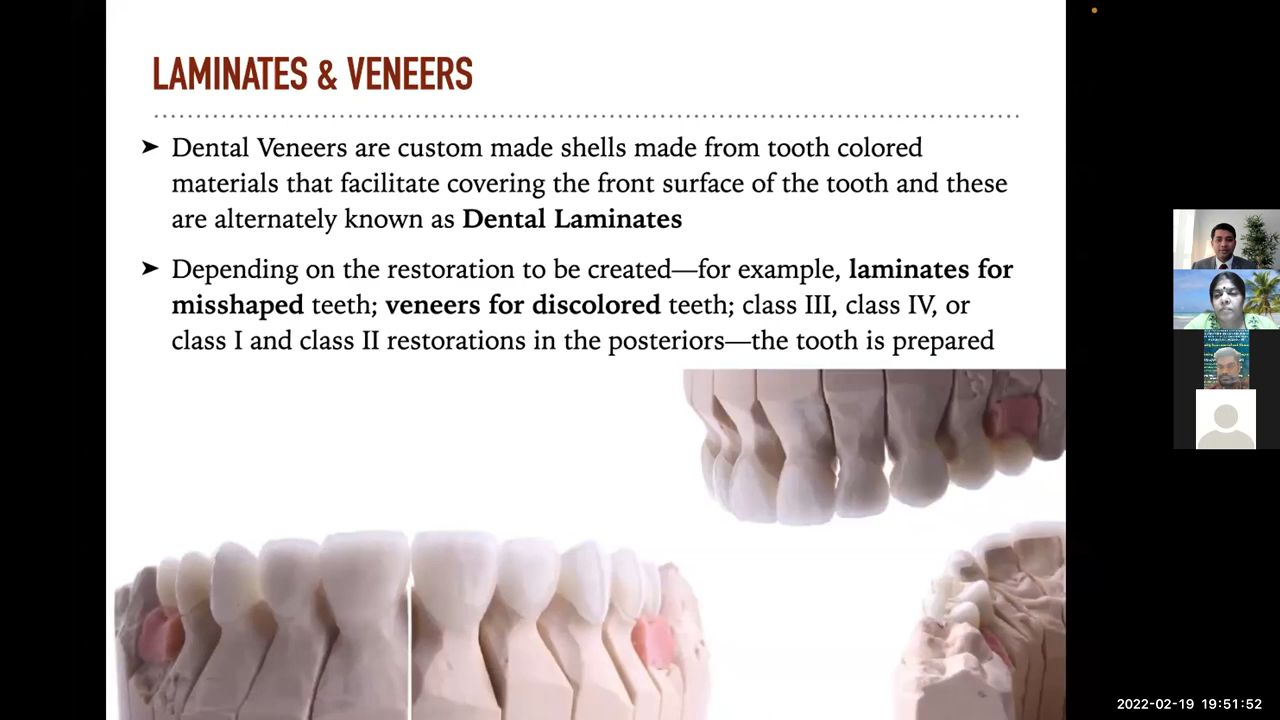 LAMINATES & VENEERS
➤ Dental Veneers are custom made shells made from tooth colored
materials that facilitate covering the front surface of the tooth and these
are alternately known as Dental Laminates
➤ Depending on the restoration to be created—for example, laminates for
misshaped teeth; veneers for discolored teeth; class III, class IV, or
class I and class II restorations in the posteriors—the tooth is prepared
2022-02-19 19:51:52